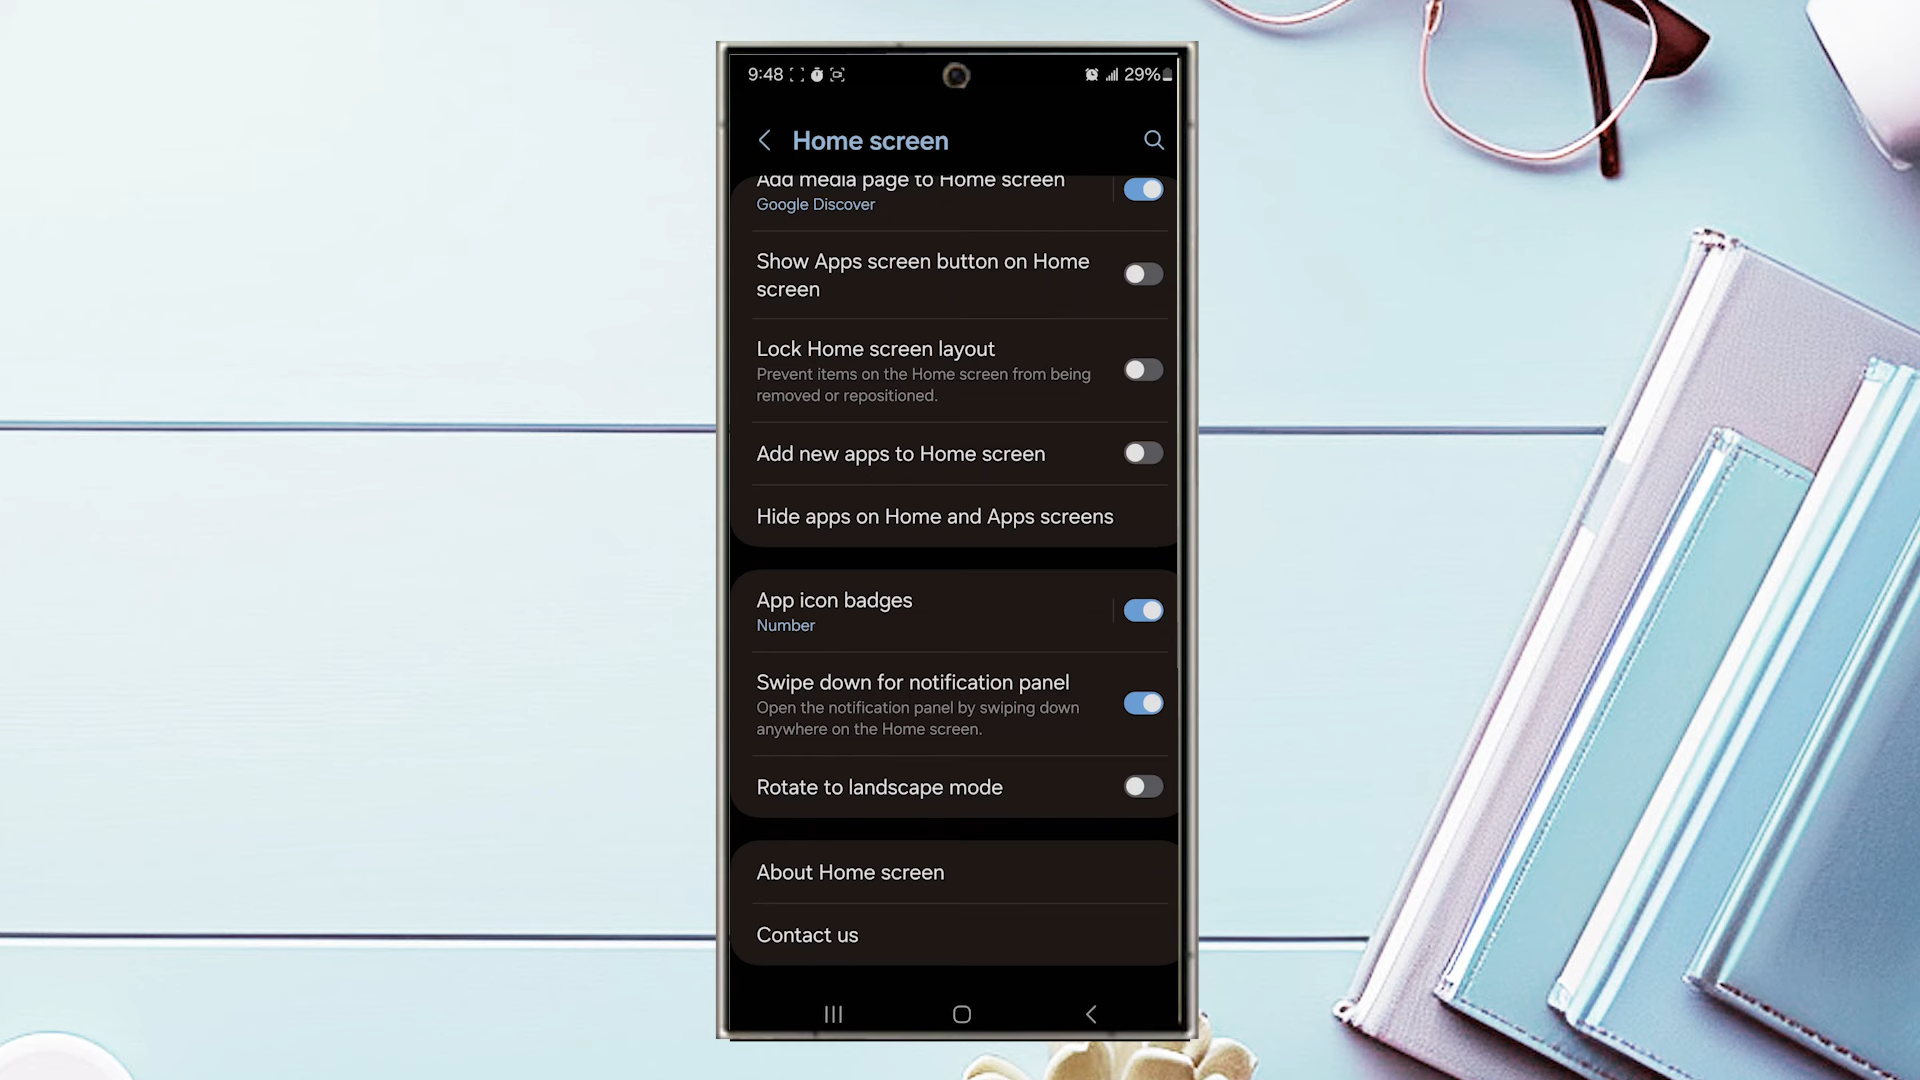 9:48
29%
Home screen
Add media page to Home screen
Google Discover
Show Apps screen button on Home
screen
Lock Home screen layout
Prevent items on the Home screen from being
removed or repositioned.
Add new apps to Home screen
Hide apps on Home and Apps screens
App icon badges
Number
Swipe down for notification panel
Open the notification panel by swiping down
anywhere on the Home screen.
Rotate to landscape mode
About Home screen
Contact us